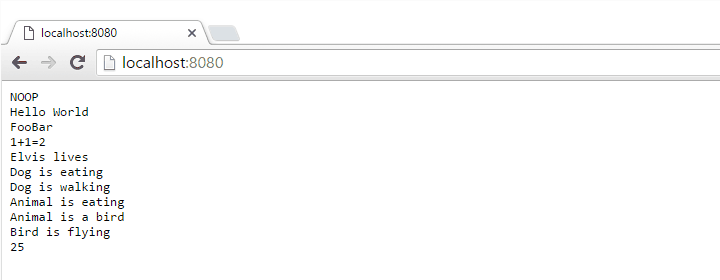 localhost:8080
localhost:8080
NOOP
Hello World
FooBar
1+1=2
Elvis lives
Dog is eating
Dog is walking
Animal is eating
Animal is a bird
Bird is flying
25